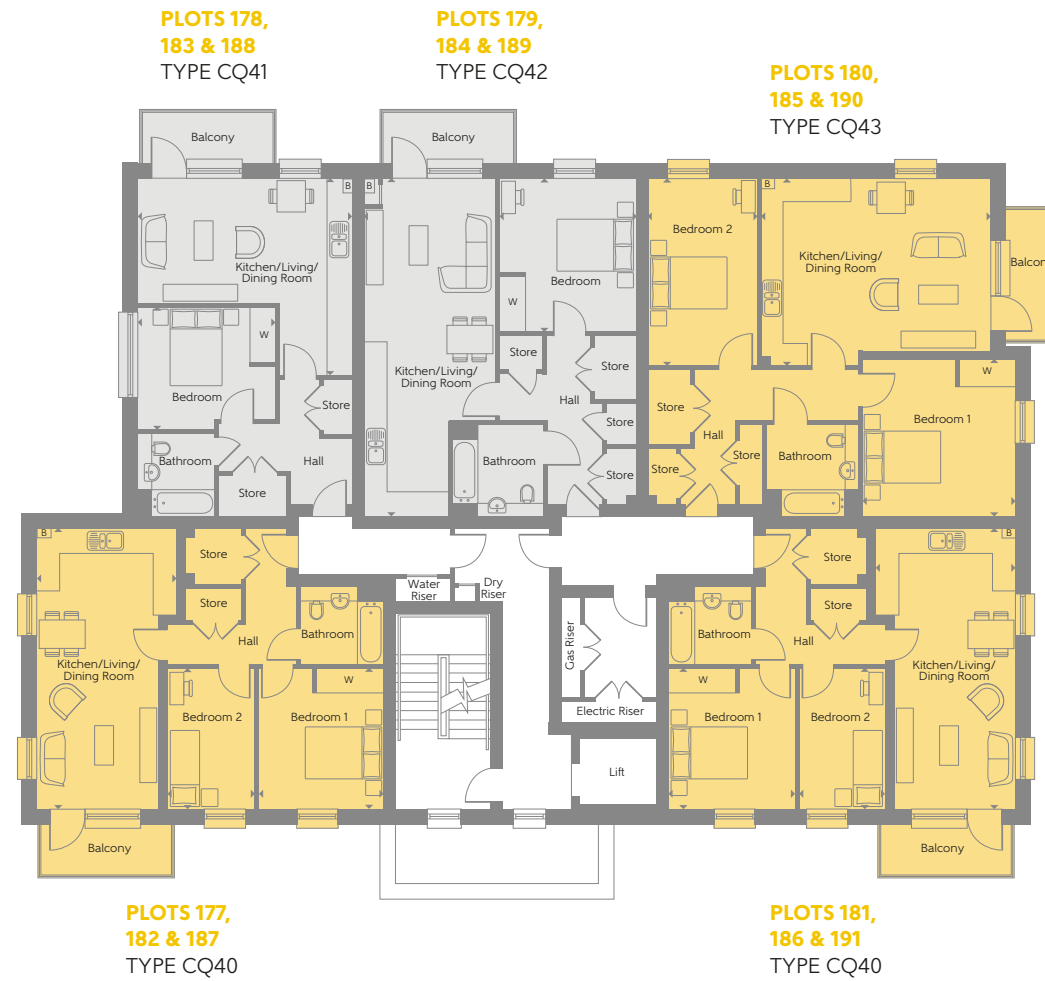 PLOTS 178,
183 & 188
TYPE CQ41
PLOTS 179,
184 & 189
TYPE CQ42
PLOTS 180,
185 & 190
TYPE CQ43
Balcony
B
Kitchen/Living/
Dining Room
W
Bedroom
Store
Bathroom
Hall
Store
Balcony
B
Kitchen/Living/
Dining Room
Bedroom
W
Store
Store
Hall
Store
Bathroom
Store
Bedroom 2
B
Kitchen/Living/
Dining Room
Balcon
W
Bedroom 1
Store
Hall
Store
Store
Bathroom
B
Store
Store
Hall
Bathroom
Kitchen/Living/
Dining Room
Bedroom 2
W
Bedroom 1
Balcony
Water
Riser
Dry
Riser
Gas Riser
Electric Riser
Lift
B
Store
Store
Bathroom
Hall
Kitchen/Living/
Dining Room
W
Bedroom 1
Bedroom 2
Balcony
PLOTS 177,
182 & 187
TYPE CQ40
PLOTS 181,
186 & 191
TYPE CQ40